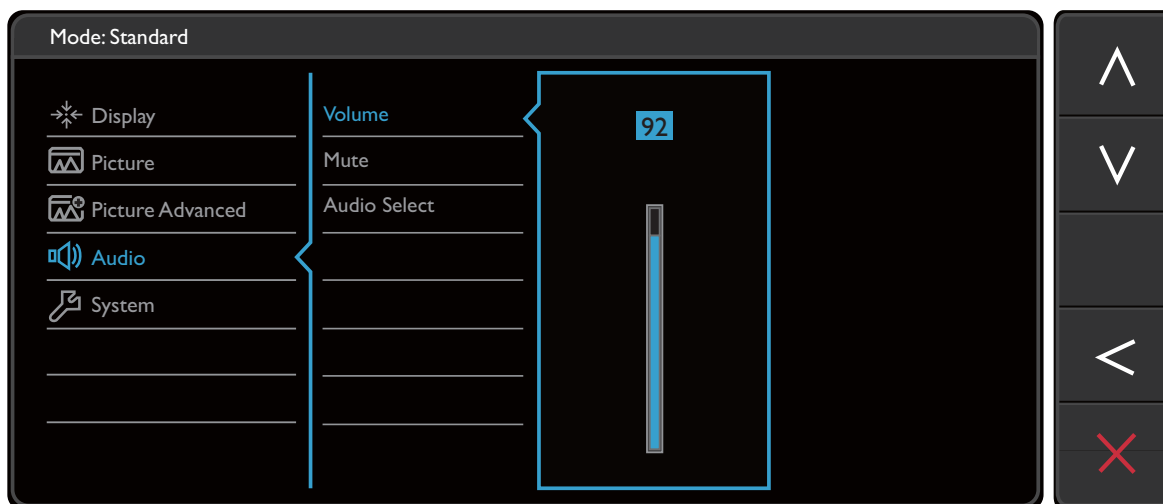 Mode: Standard
Display
Picture
Picture Advanced
Audio
System
Volume
Mute
Audio Select
92